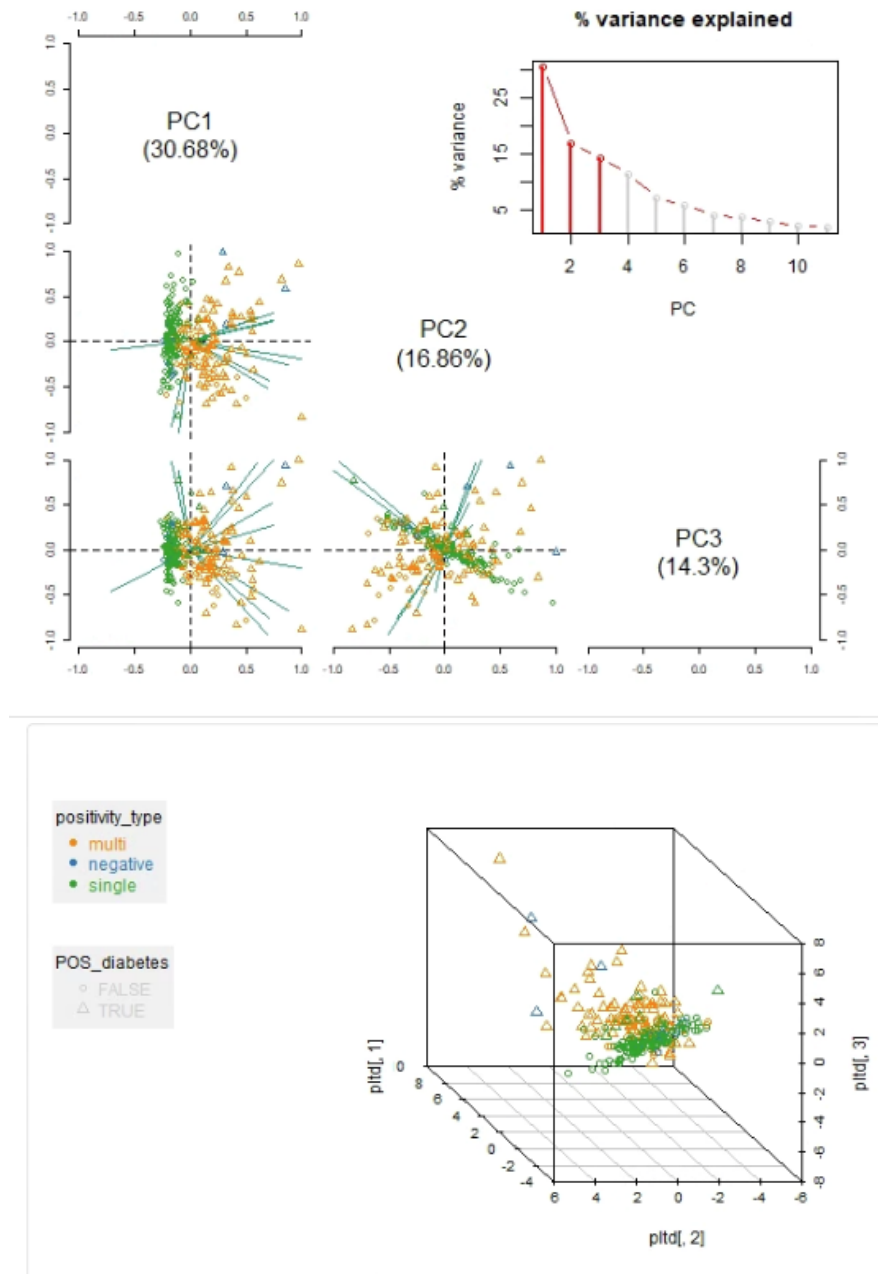 -1.0 0.0 0.5 1.0
% variance explained
1.0
0.5
0.0
-0.5
-1.0
PC1
(30.68%)
% variance
25
15
5
2 4 6 8 10
PC
1.0
0.5
0.0
-0.5
-1.0
PC2
(16.86%)
1.0
0.5
0.0
-0.5
-1.0
PC3
(14.3%)
1.0
0.5
0.0
-0.5
-1.0
-1.0 -0.5 0.0 0.5 1.0
-1.0 -0.5 0.0 0.5 1.0
-1.0 -0.5 0.0 0.5 1.0
positivity_type
multi
negative
single
POS_diabetes
FALSE
TRUE
pltd[, 1]
0
8
6
4
2
0
-2
-4
8
6
4
2
0
-2
-4
-6
-8
pltd[, 3]
6 4 2 0 -2 -4 -6
pltd[, 2]